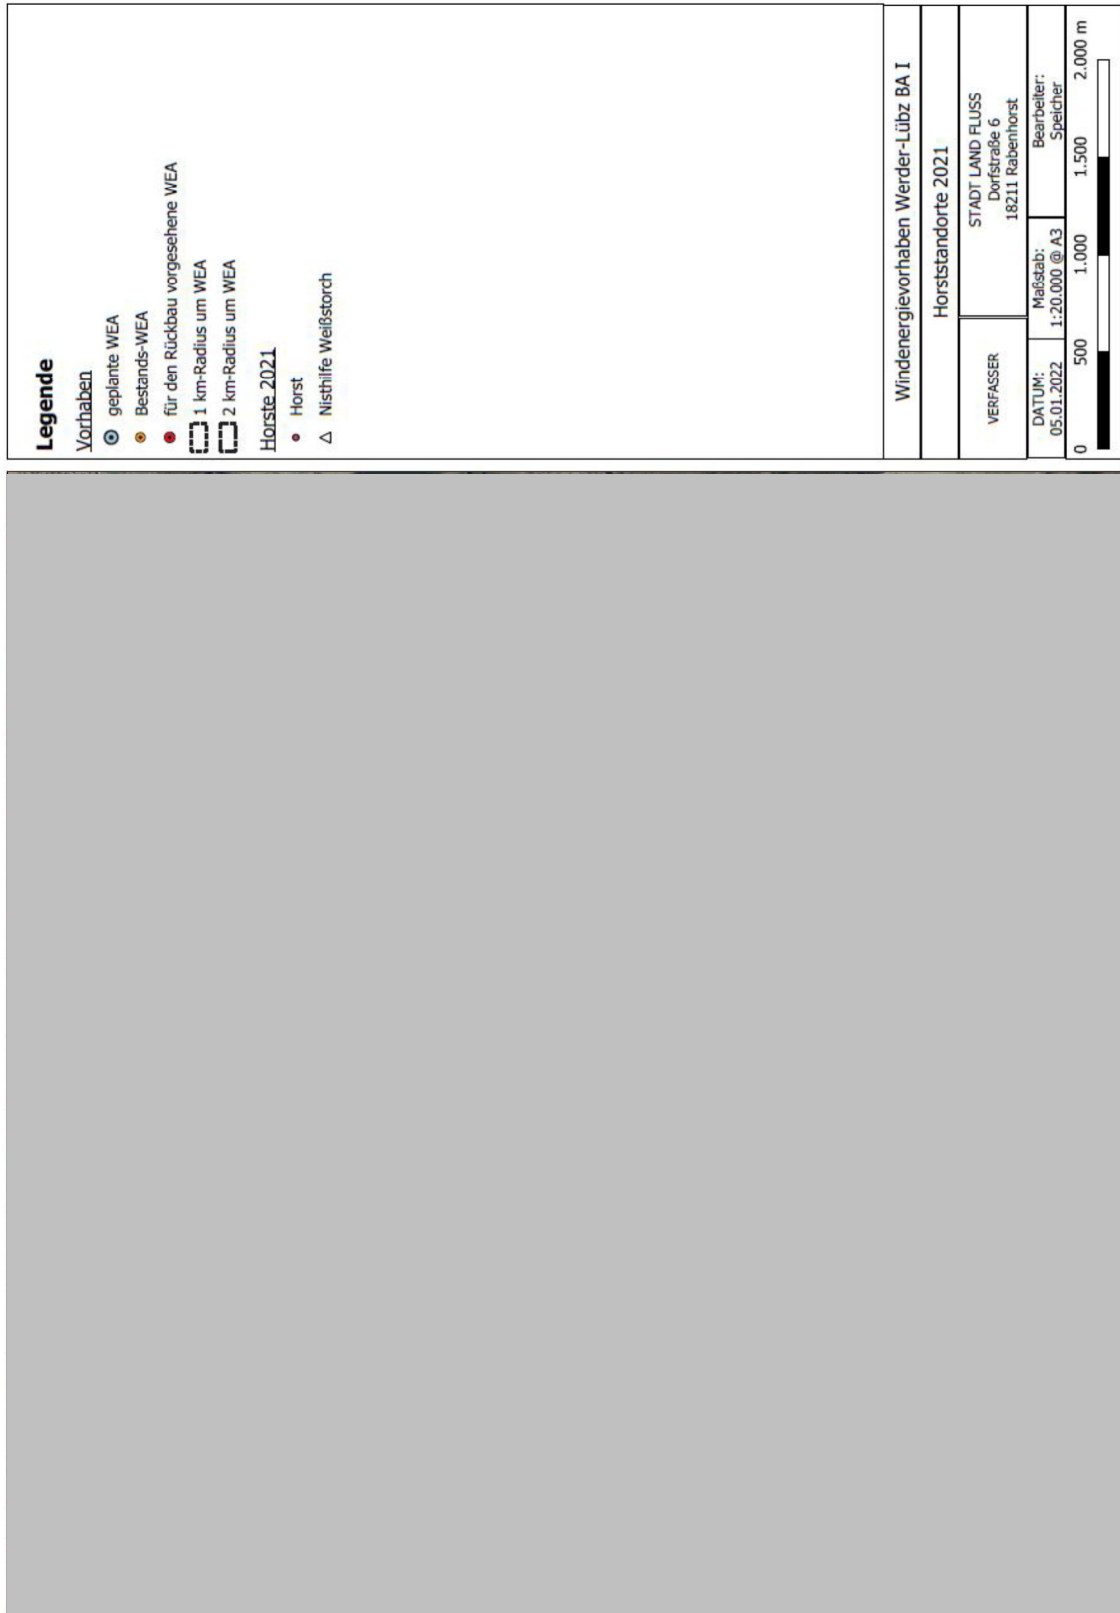 Legende
Vorhaben
geplante WEA
Bestands-WEA
für den Rückbau vorgesehene WEA
1 km-Radius um WEA
2 km-Radius um WEA
Horste 2021
Horst
Nisthilfe Weißstorch
Windenergievorhaben Werder-Lübz BA I
Horststandorte 2021
VERFASSER
STADT LAND FLUSS
Dorfstraße 6
18211 Rabenhorst
DATUM:
05.01.2022
Maßstab:
1:20.000 @ A3
Bearbeiter:
Speicher
0 500 1.000 1.500 2.000 m